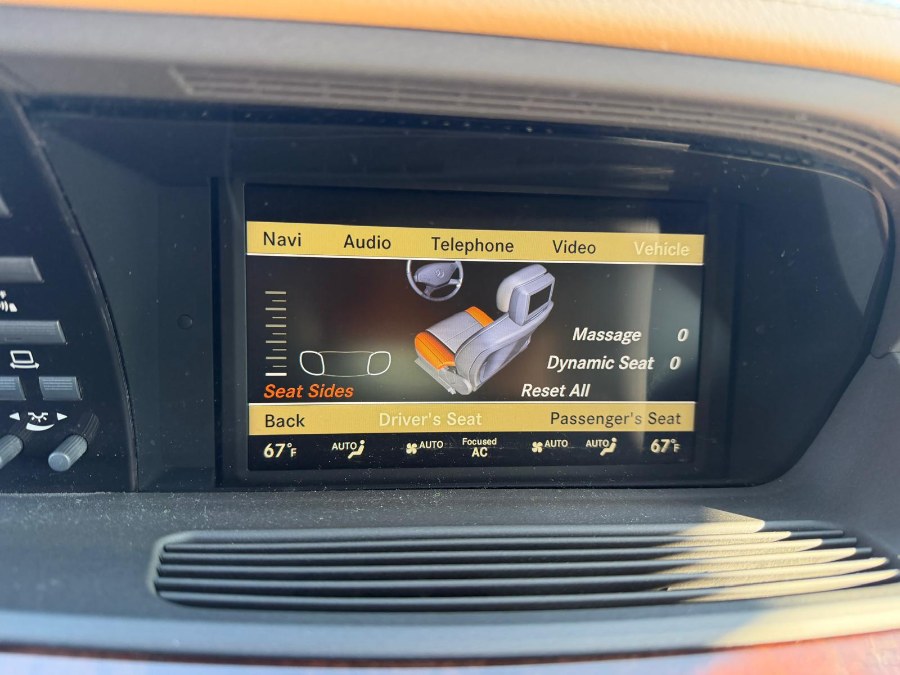 Navi Audio Telephone Video Vehicle
Massage 0
Dynamic Seat 0
Seat Sides Reset All
Back Driver's Seat Passenger's Seat
67°F AUTO AUTO Focused AC AUTO AUTO 67°F